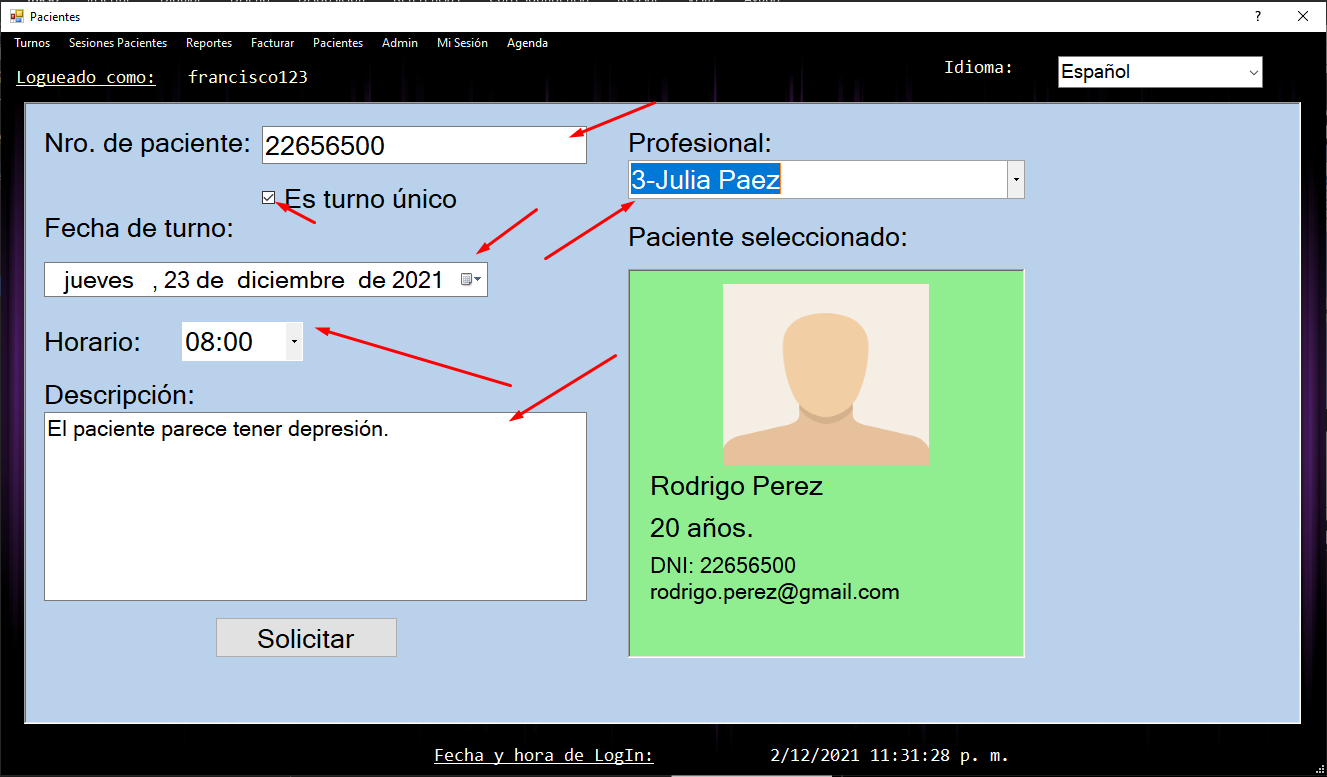 Pacientes
?
Turnos Sesiones Pacientes Reportes Facturar Pacientes Admin Mi Sesión Agenda
Logueado como: francisco123
Idioma: Español
Nro. de paciente: 22656500
Es turno único
Fecha de turno:
jueves , 23 de diciembre de 2021
Horario: 08:00
Descripción:
El paciente parece tener depresión.
Solicitar
Profesional:
3-Julia Paez
Paciente seleccionado:
Rodrigo Perez
20 años.
DNI: 22656500
rodrigo.perez@gmail.com
Fecha y hora de LogIn: 2/12/2021 11:31:28 p. m.